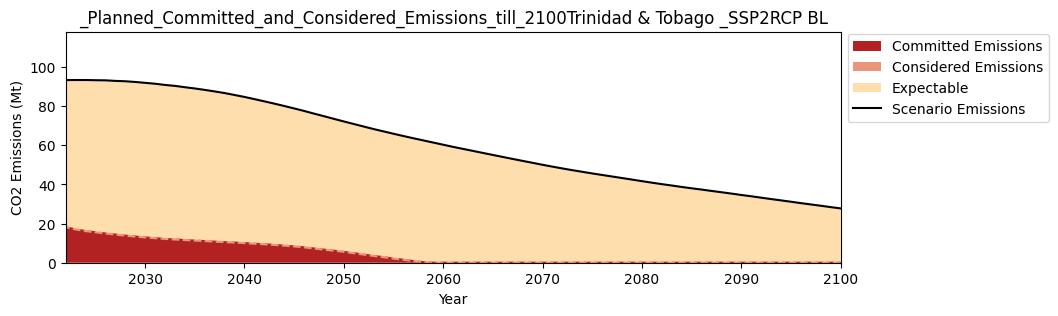 _Planned_Committed_and_Considered_Emissions_till_2100Trinidad & Tobago _SSP2RCP BL
CO2 Emissions (Mt)
100
80
60
40
20
0
2030 2040 2050 2060 2070 2080 2090 2100
Year
Committed Emissions
Considered Emissions
Expectable
Scenario Emissions